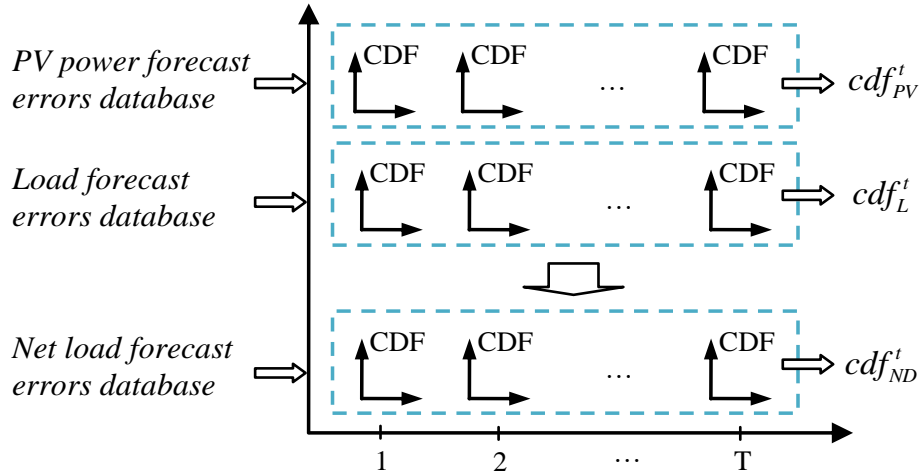 PV power forecast
errors database
CDF CDF ... CDF
cdf^t_PV
Load forecast
errors database
CDF CDF ... CDF
cdf^t_L
Net load forecast
errors database
CDF CDF ... CDF
cdf^t_ND
1 2 ... T